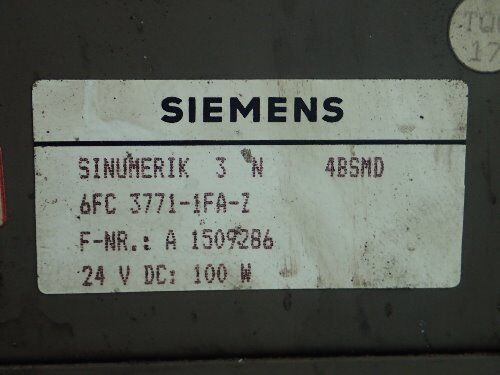 SIEMENS
SINUMERIK 3 N 4BSMD
6FC 3771-1FA-Z
F-NR.: A 1509286
24 V DC: 100 W